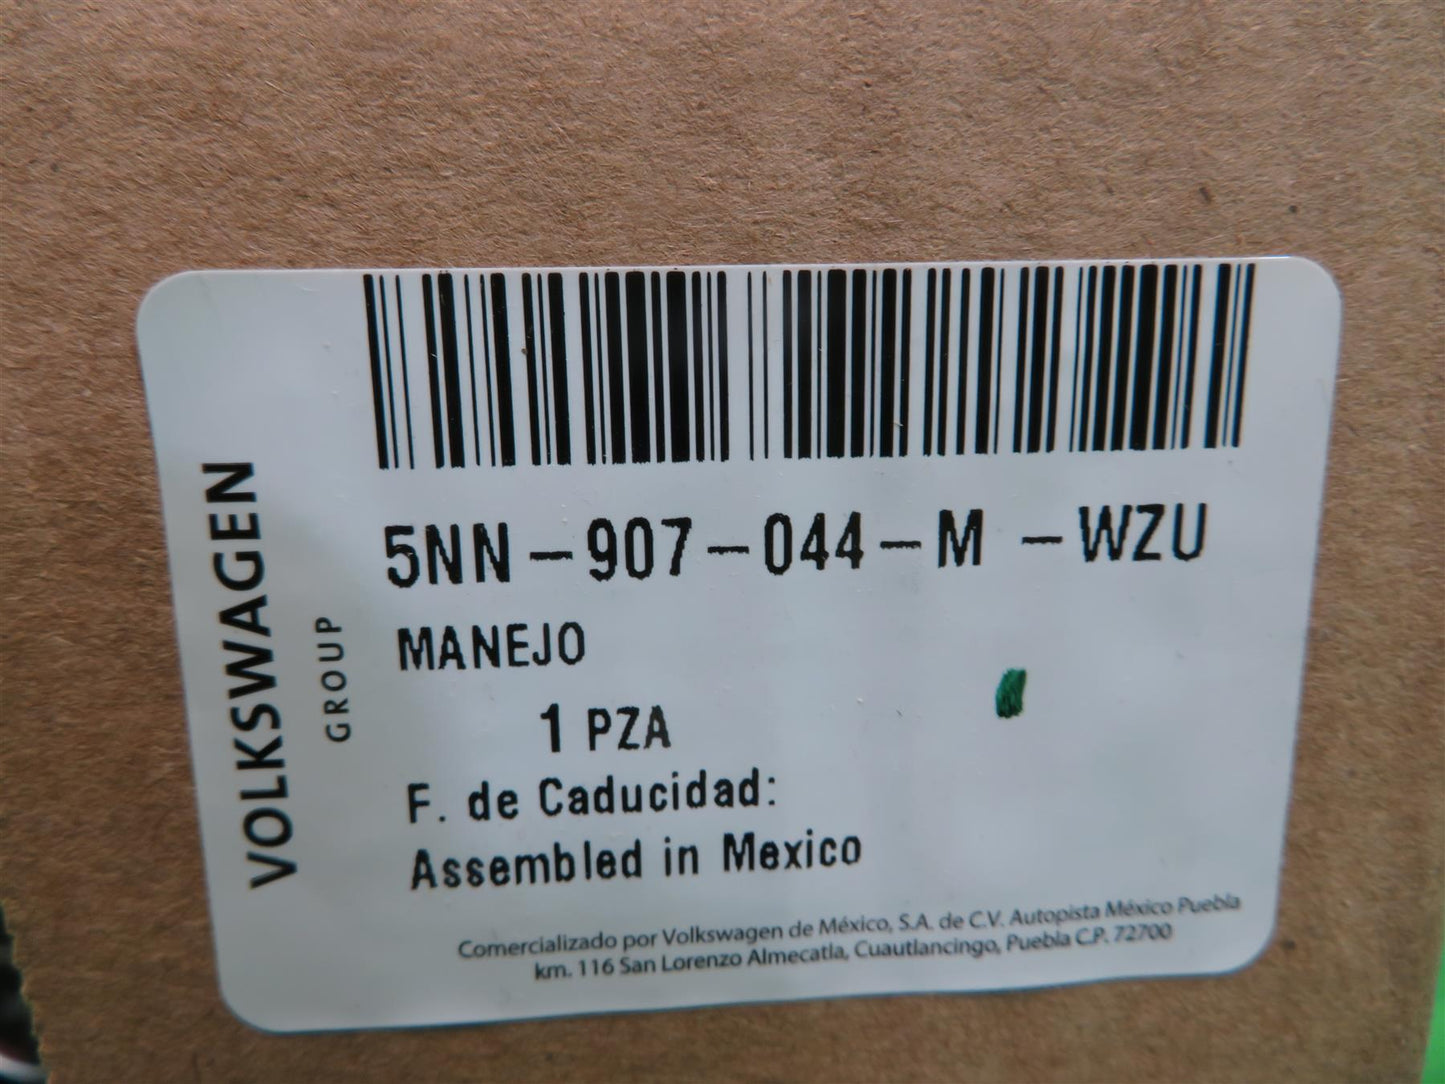 VOLKSWAGEN
GROUP
5NN-907-044-M -WZU
MANEJO
1 PZA
F. de Caducidad:
Assembled in Mexico
Comercializado por Volkswagen de México, S.A. de C.V. Autopista México Puebla
km. 116 San Lorenzo Almecatla, Cuautlancingo, Puebla C.P. 72700